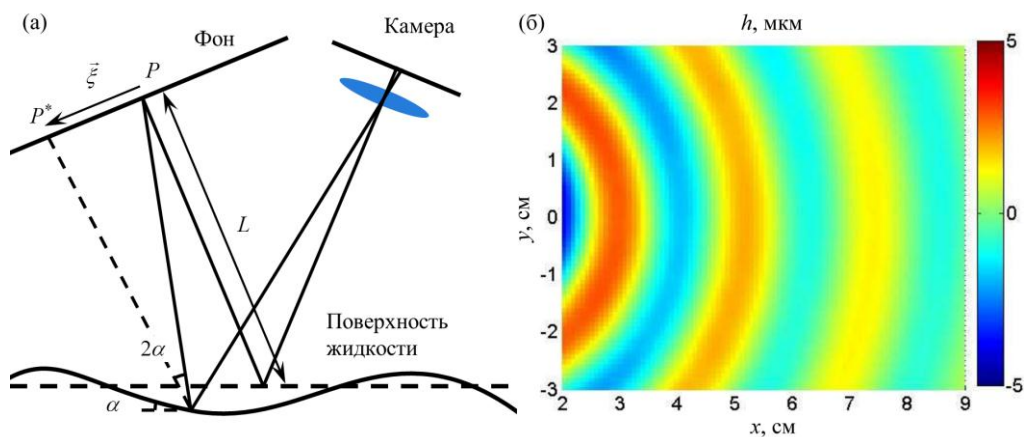 (а)
Фон
Камера
P
ξ⃗
P*
L
2α
α
Поверхность
жидкости
(б)
h, мкм
y, см
3
2
1
0
-1
-2
-3
2 3 4 5 6 7 8 9
x, см
5
0
-5